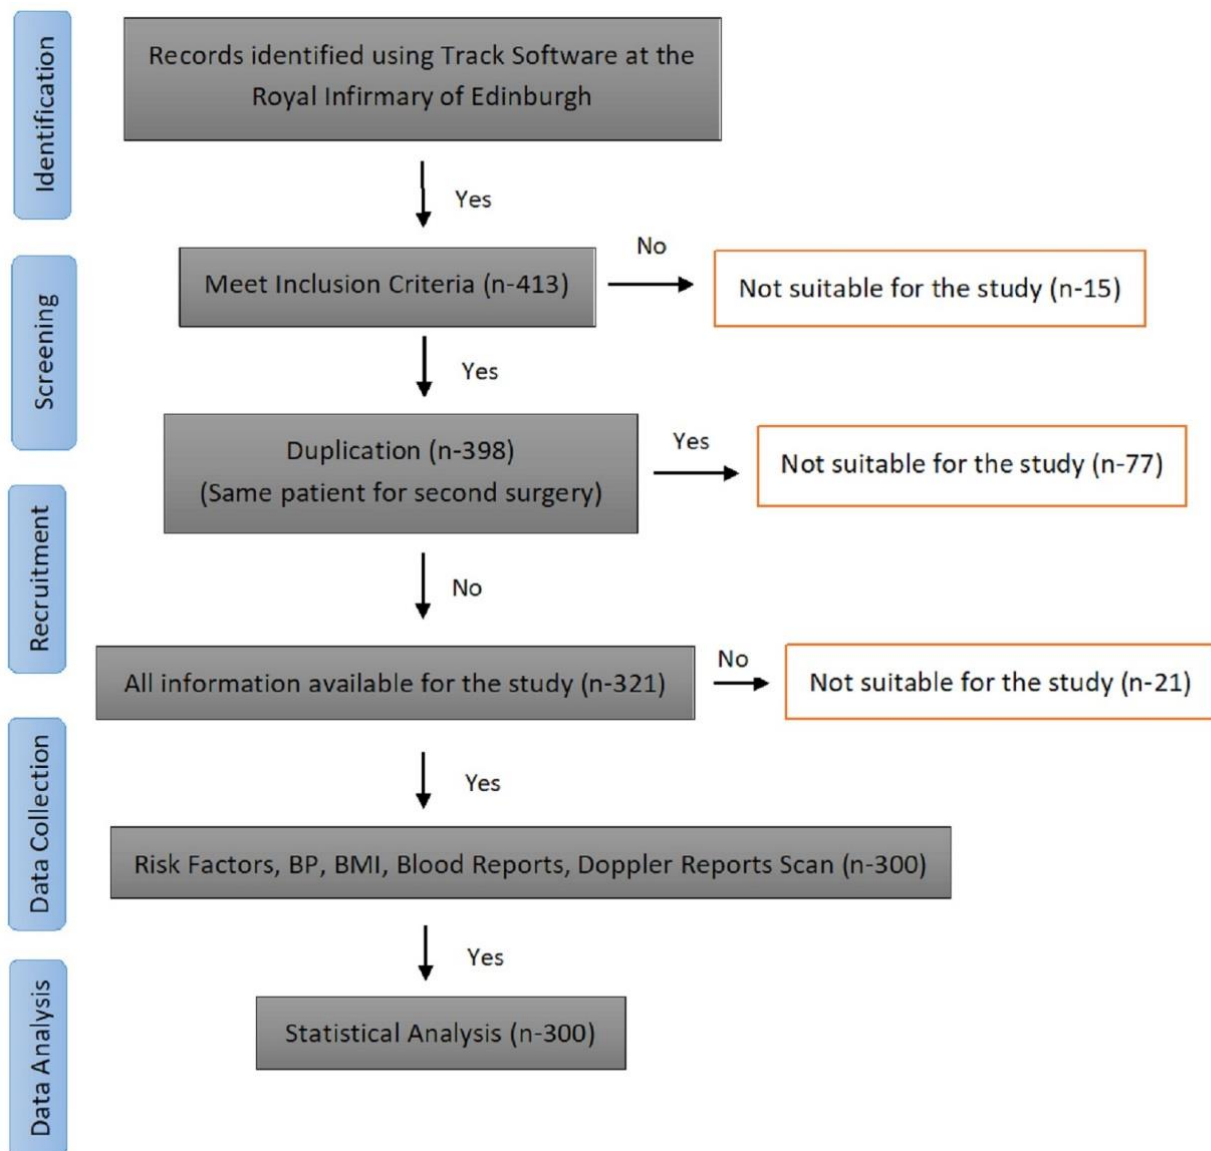 Identification
Records identified using Track Software at the
Royal Infirmary of Edinburgh
Yes
Screening
Meet Inclusion Criteria (n-413)
No
Not suitable for the study (n-15)
Yes
Duplication (n-398)
(Same patient for second surgery)
Yes
Not suitable for the study (n-77)
Recruitment
No
All information available for the study (n-321)
No
Not suitable for the study (n-21)
Data Collection
Yes
Risk Factors, BP, BMI, Blood Reports, Doppler Reports Scan (n-300)
Yes
Data Analysis
Statistical Analysis (n-300)